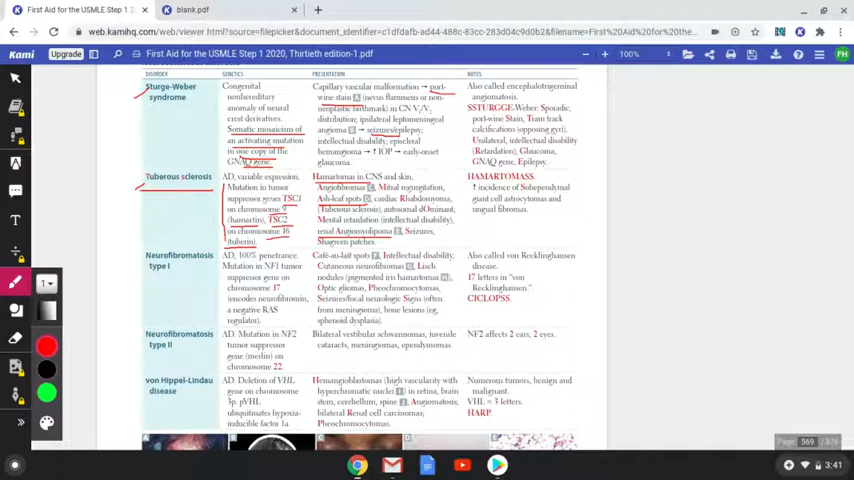 First Aid for the USMLE Step 1
blank.pdf
web.kamihq.com/web/viewer.html?source=filepicker&document_identifier=c1dfdafb-ad44-488c-83cc-283d04c9d0b2&filename=First%20Aid%20for%20the...
Kami
Upgrade
First Aid for the USMLE Step 1 2020, Thirtieth edition-1.pdf
100%
FH
DISORDER GENETICS PRESENTATION NOTES
Sturge-Weber
syndrome
Congenital
nonhereditary
anomaly of neural
crest derivatives.
Somatic mosaicism of
an activating mutation
in one copy of the
GNAQ gene.
Capillary vascular malformation → port-
wine stain A (nevus flammeus or non-
neoplastic birthmark) in CN V1/V2
distribution; ipsilateral leptomeningeal
angioma B → seizures/epilepsy;
intellectual disability; episcleral
hemangioma → ↑ IOP → early-onset
glaucoma.
Also called encephalotrigeminal
angiomatosis.
SSTURGGE-Weber: Sporadic,
port-wine Stain, Tram track
calcifications (opposing gyri),
Unilateral, intellectual disability
(Retardation), Glaucoma,
GNAQ gene, Epilepsy.
Tuberous sclerosis
AD, variable expression.
Mutation in tumor
suppressor genes TSC1
on chromosome 9
(hamartin), TSC2
on chromosome 16
(tuberin).
Hamartomas in CNS and skin,
Angiofibromas C, Mitral regurgitation,
Ash-leaf spots D, cardiac Rhabdomyoma,
(Tuberous sclerosis), autosomal dOminant;
Mental retardation (intellectual disability),
renal Angiomyolipoma E, Seizures,
Shagreen patches.
HAMARTOMASS.
↑ incidence of Subependymal
giant cell astrocytomas and
ungual fibromas.
Neurofibromatosis
type I
AD, 100% penetrance.
Mutation in NF1 tumor
suppressor gene on
chromosome 17
(encodes neurofibromin,
a negative RAS
regulator).
Café-au-lait spots F, Intellectual disability,
Cutaneous neurofibromas G, Lisch
nodules (pigmented iris hamartomas H),
Optic gliomas, Pheochromocytomas,
Seizures/focal neurologic Signs (often
from meningioma), bone lesions (eg,
sphenoid dysplasia).
Also called von Recklinghausen
disease.
17 letters in "von
Recklinghausen."
CICLOPSS.
Neurofibromatosis
type II
AD. Mutation in NF2
tumor suppressor
gene (merlin) on
chromosome 22.
Bilateral vestibular schwannomas, juvenile
cataracts, meningiomas, ependymomas.
NF2 affects 2 ears, 2 eyes.
von Hippel-Lindau
disease
AD. Deletion of VHL
gene on chromosome
3p. pVHL
ubiquitinates hypoxia-
inducible factor 1a.
Hemangioblastomas (high vascularity with
hyperchromatic nuclei I) in retina, brain
stem, cerebellum, spine J; Angiomatosis;
bilateral Renal cell carcinomas;
Pheochromocytomas.
Numerous tumors, benign and
malignant.
VHL = 3 letters.
HARP.
A B C D E
1
Page 569 / 876
3:41